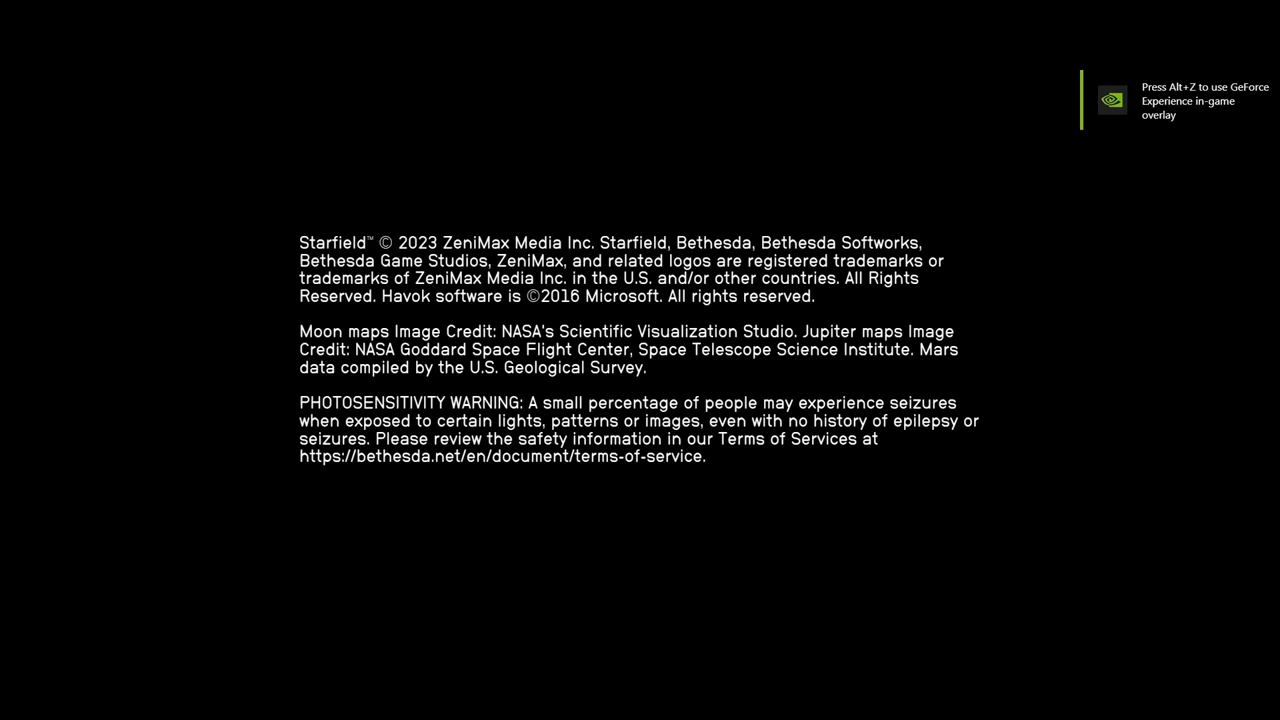 Press Alt+Z to use GeForce
Experience in-game
overlay
Starfield™ © 2023 ZeniMax Media Inc. Starfield, Bethesda, Bethesda Softworks,
Bethesda Game Studios, ZeniMax, and related logos are registered trademarks or
trademarks of ZeniMax Media Inc. in the U.S. and/or other countries. All Rights
Reserved. Havok software is ©2016 Microsoft. All rights reserved.
Moon maps Image Credit: NASA's Scientific Visualization Studio. Jupiter maps Image
Credit: NASA Goddard Space Flight Center, Space Telescope Science Institute. Mars
data compiled by the U.S. Geological Survey.
PHOTOSENSITIVITY WARNING: A small percentage of people may experience seizures
when exposed to certain lights, patterns or images, even with no history of epilepsy or
seizures. Please review the safety information in our Terms of Services at
https://bethesda.net/en/document/terms-of-service.